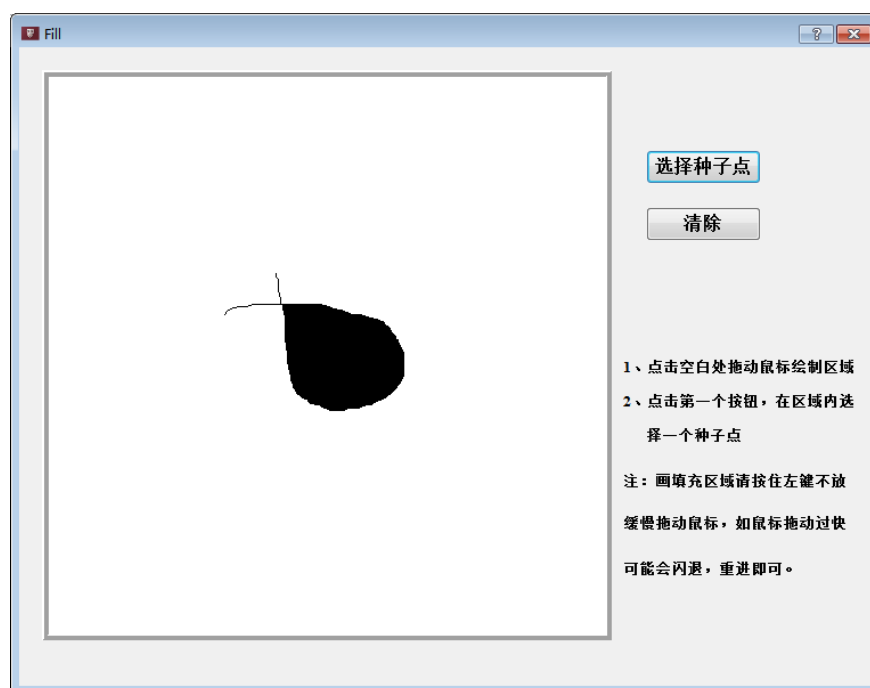 Fill
选择种子点
清除
1、点击空白处拖动鼠标绘制区域
2、点击第一个按钮，在区域内选
择一个种子点
注：画填充区域请按住左键不放
缓慢拖动鼠标，如鼠标拖动过快
可能会闪退，重进即可。